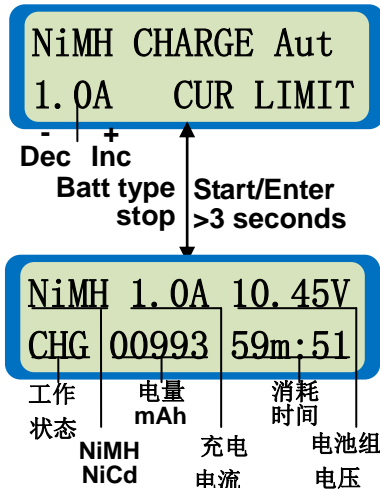 NiMH CHARGE Aut
1.0A CUR LIMIT
- +
Dec Inc
Batt type Start/Enter
stop >3 seconds
NiMH 1.0A 10.45V
CHG 00993 59m:51
工作 电量 消耗
状态 mAh 时间
NiMH 充电 电池组
NiCd 电流 电压